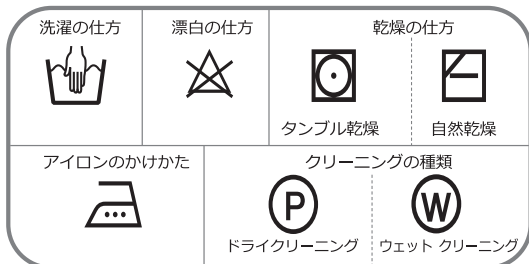 洗濯の仕方
漂白の仕方
乾燥の仕方
タンブル乾燥
自然乾燥
アイロンのかけかた
クリーニングの種類
P
W
ドライクリーニング
ウェット クリーニング